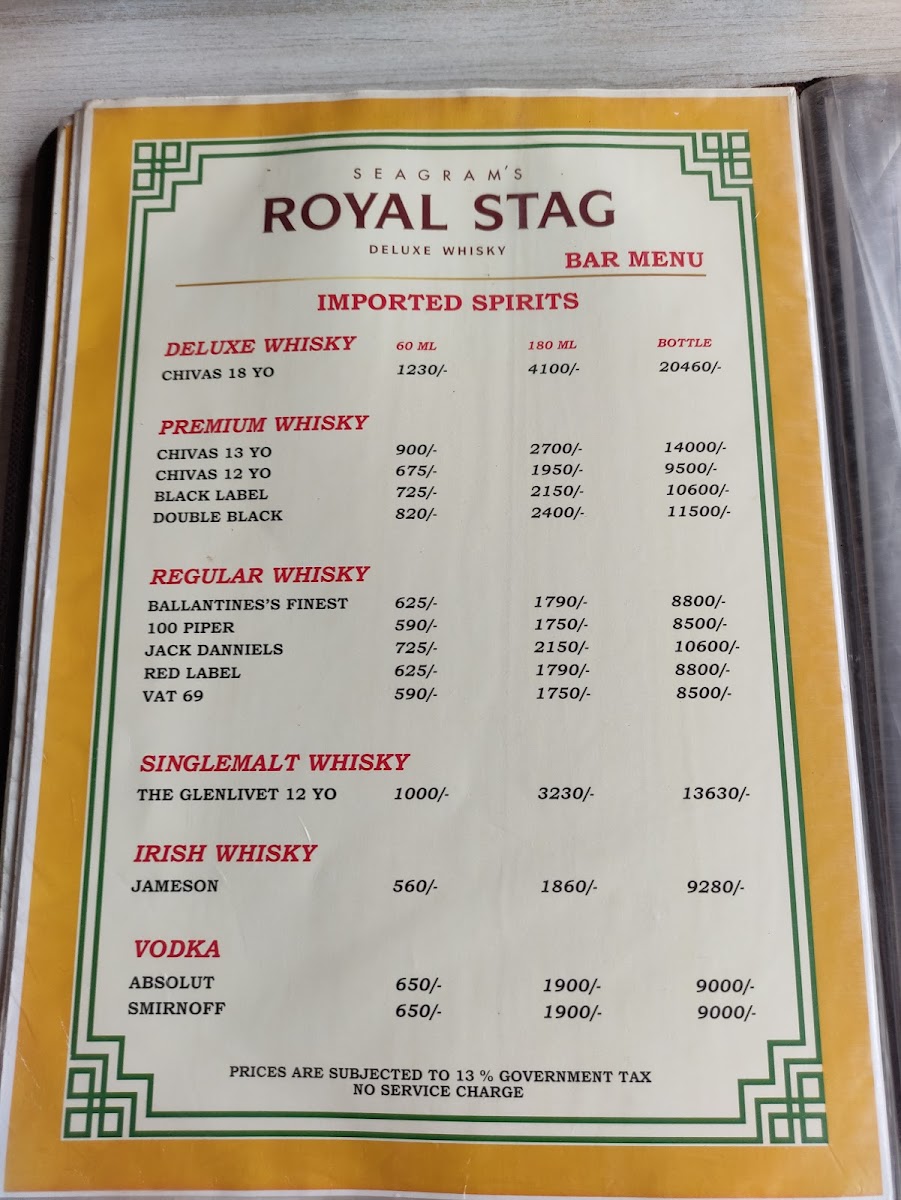 SEAGRAM'S
ROYAL STAG
DELUXE WHISKY
BAR MENU
IMPORTED SPIRITS
DELUXE WHISKY 60 ML 180 ML BOTTLE
CHIVAS 18 YO 1230/- 4100/- 20460/-
PREMIUM WHISKY
CHIVAS 13 YO 900/- 2700/- 14000/-
CHIVAS 12 YO 675/- 1950/- 9500/-
BLACK LABEL 725/- 2150/- 10600/-
DOUBLE BLACK 820/- 2400/- 11500/-
REGULAR WHISKY
BALLANTINES'S FINEST 625/- 1790/- 8800/-
100 PIPER 590/- 1750/- 8500/-
JACK DANNIELS 725/- 2150/- 10600/-
RED LABEL 625/- 1790/- 8800/-
VAT 69 590/- 1750/- 8500/-
SINGLEMALT WHISKY
THE GLENLIVET 12 YO 1000/- 3230/- 13630/-
IRISH WHISKY
JAMESON 560/- 1860/- 9280/-
VODKA
ABSOLUT 650/- 1900/- 9000/-
SMIRNOFF 650/- 1900/- 9000/-
PRICES ARE SUBJECTED TO 13 % GOVERNMENT TAX
NO SERVICE CHARGE